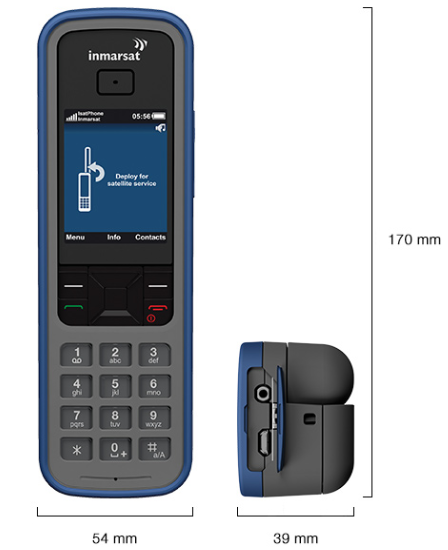 inmarsat
IsatPhone
Inmarsat
05:56
Deploy for
satellite service
Menu Info Contacts
170 mm
1 2 abc 3 def
4 ghi 5 jkl 6 mno
7 pqrs 8 tuv 9 wxyz
* 0 + # a/A
54 mm 39 mm